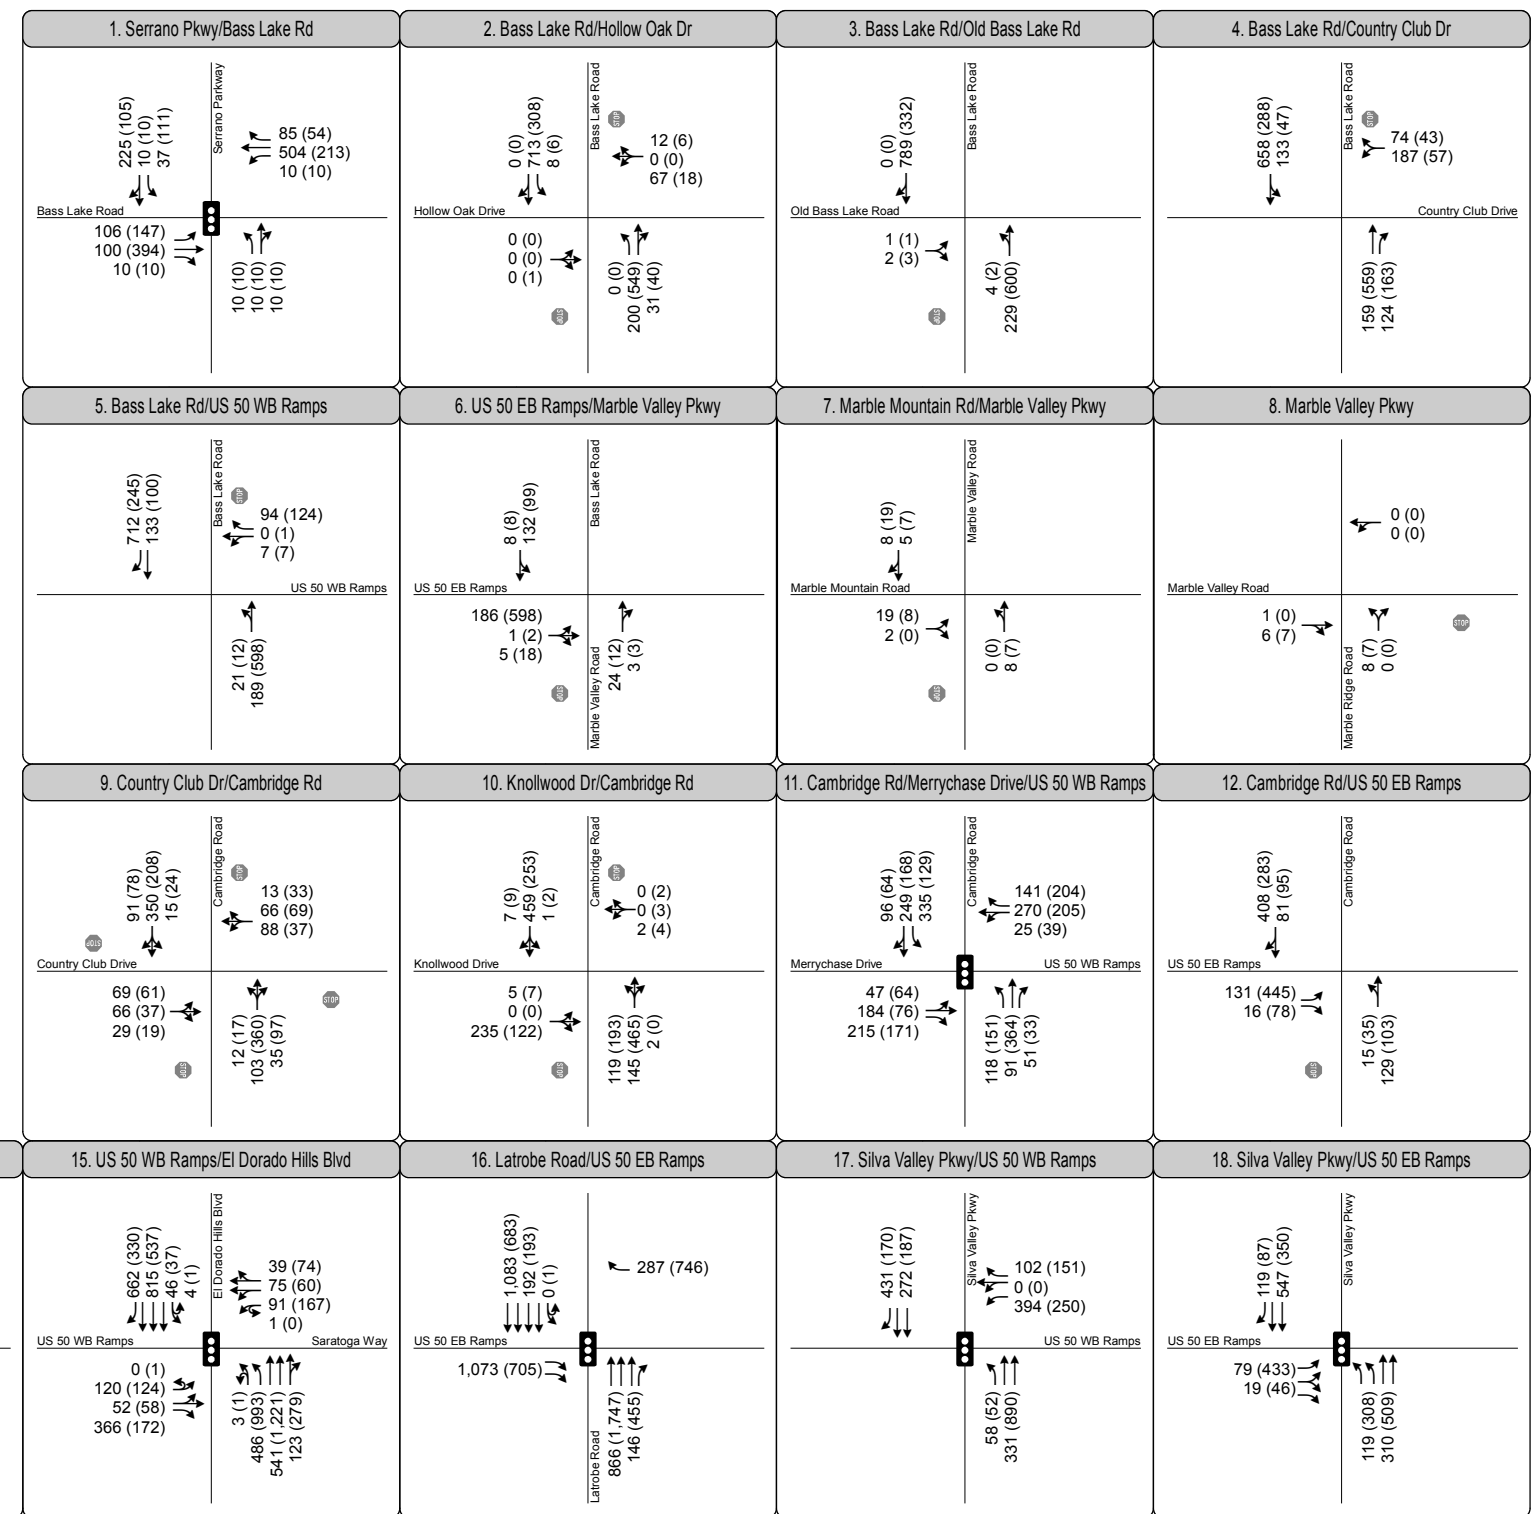 1. Serrano Pkwy/Bass Lake Rd
Serrano Parkway
225 (105)
10 (10)
37 (111)
85 (54)
504 (213)
10 (10)
Bass Lake Road
106 (147)
100 (394)
10 (10)
10 (10)
10 (10)
10 (10)
2. Bass Lake Rd/Hollow Oak Dr
Bass Lake Road
STOP
0 (0)
713 (308)
8 (6)
12 (6)
0 (0)
67 (18)
Hollow Oak Drive
0 (0)
0 (0)
0 (1)
0 (0)
200 (549)
31 (40)
STOP
3. Bass Lake Rd/Old Bass Lake Rd
Bass Lake Road
0 (0)
789 (332)
Old Bass Lake Road
1 (1)
2 (3)
4 (2)
229 (600)
STOP
4. Bass Lake Rd/Country Club Dr
Bass Lake Road
STOP
658 (288)
133 (47)
74 (43)
187 (57)
Country Club Drive
159 (559)
124 (163)
5. Bass Lake Rd/US 50 WB Ramps
Bass Lake Road
STOP
712 (245)
133 (100)
94 (124)
0 (1)
7 (7)
US 50 WB Ramps
21 (12)
189 (598)
6. US 50 EB Ramps/Marble Valley Pkwy
Bass Lake Road
8 (8)
132 (99)
US 50 EB Ramps
186 (598)
1 (2)
5 (18)
24 (12)
3 (3)
STOP
Marble Valley Road
7. Marble Mountain Rd/Marble Valley Pkwy
Marble Valley Road
8 (19)
5 (7)
Marble Mountain Road
19 (8)
2 (0)
0 (0)
8 (7)
STOP
8. Marble Valley Pkwy
0 (0)
0 (0)
Marble Valley Road
1 (0)
6 (7)
8 (7)
0 (0)
STOP
Marble Ridge Road
9. Country Club Dr/Cambridge Rd
Cambridge Road
STOP
91 (78)
350 (208)
15 (24)
13 (33)
66 (69)
88 (37)
STOP
Country Club Drive
69 (61)
66 (37)
29 (19)
12 (17)
103 (360)
35 (97)
STOP
STOP
10. Knollwood Dr/Cambridge Rd
Cambridge Road
STOP
7 (9)
459 (253)
1 (2)
0 (2)
0 (3)
2 (4)
Knollwood Drive
5 (7)
0 (0)
235 (122)
119 (193)
145 (465)
2 (0)
STOP
11. Cambridge Rd/Merrychase Drive/US 50 WB Ramps
Cambridge Road
96 (64)
249 (168)
335 (129)
141 (204)
270 (205)
25 (39)
Merrychase Drive
US 50 WB Ramps
47 (64)
184 (76)
215 (171)
118 (151)
91 (364)
51 (33)
12. Cambridge Rd/US 50 EB Ramps
Cambridge Road
408 (283)
81 (95)
US 50 EB Ramps
131 (445)
16 (78)
15 (35)
129 (103)
STOP
15. US 50 WB Ramps/El Dorado Hills Blvd
El Dorado Hills Blvd
662 (330)
815 (537)
46 (37)
4 (1)
39 (74)
75 (60)
91 (167)
1 (0)
US 50 WB Ramps
Saratoga Way
0 (1)
120 (124)
52 (58)
366 (172)
3 (1)
486 (993)
541 (1,221)
123 (279)
16. Latrobe Road/US 50 EB Ramps
1,083 (683)
192 (193)
0 (1)
287 (746)
US 50 EB Ramps
1,073 (705)
866 (1,747)
146 (455)
Latrobe Road
17. Silva Valley Pkwy/US 50 WB Ramps
Silva Valley Pkwy
431 (170)
272 (187)
102 (151)
0 (0)
394 (250)
US 50 WB Ramps
58 (52)
331 (890)
18. Silva Valley Pkwy/US 50 EB Ramps
Silva Valley Pkwy
119 (87)
547 (350)
US 50 EB Ramps
79 (433)
19 (46)
119 (308)
310 (509)